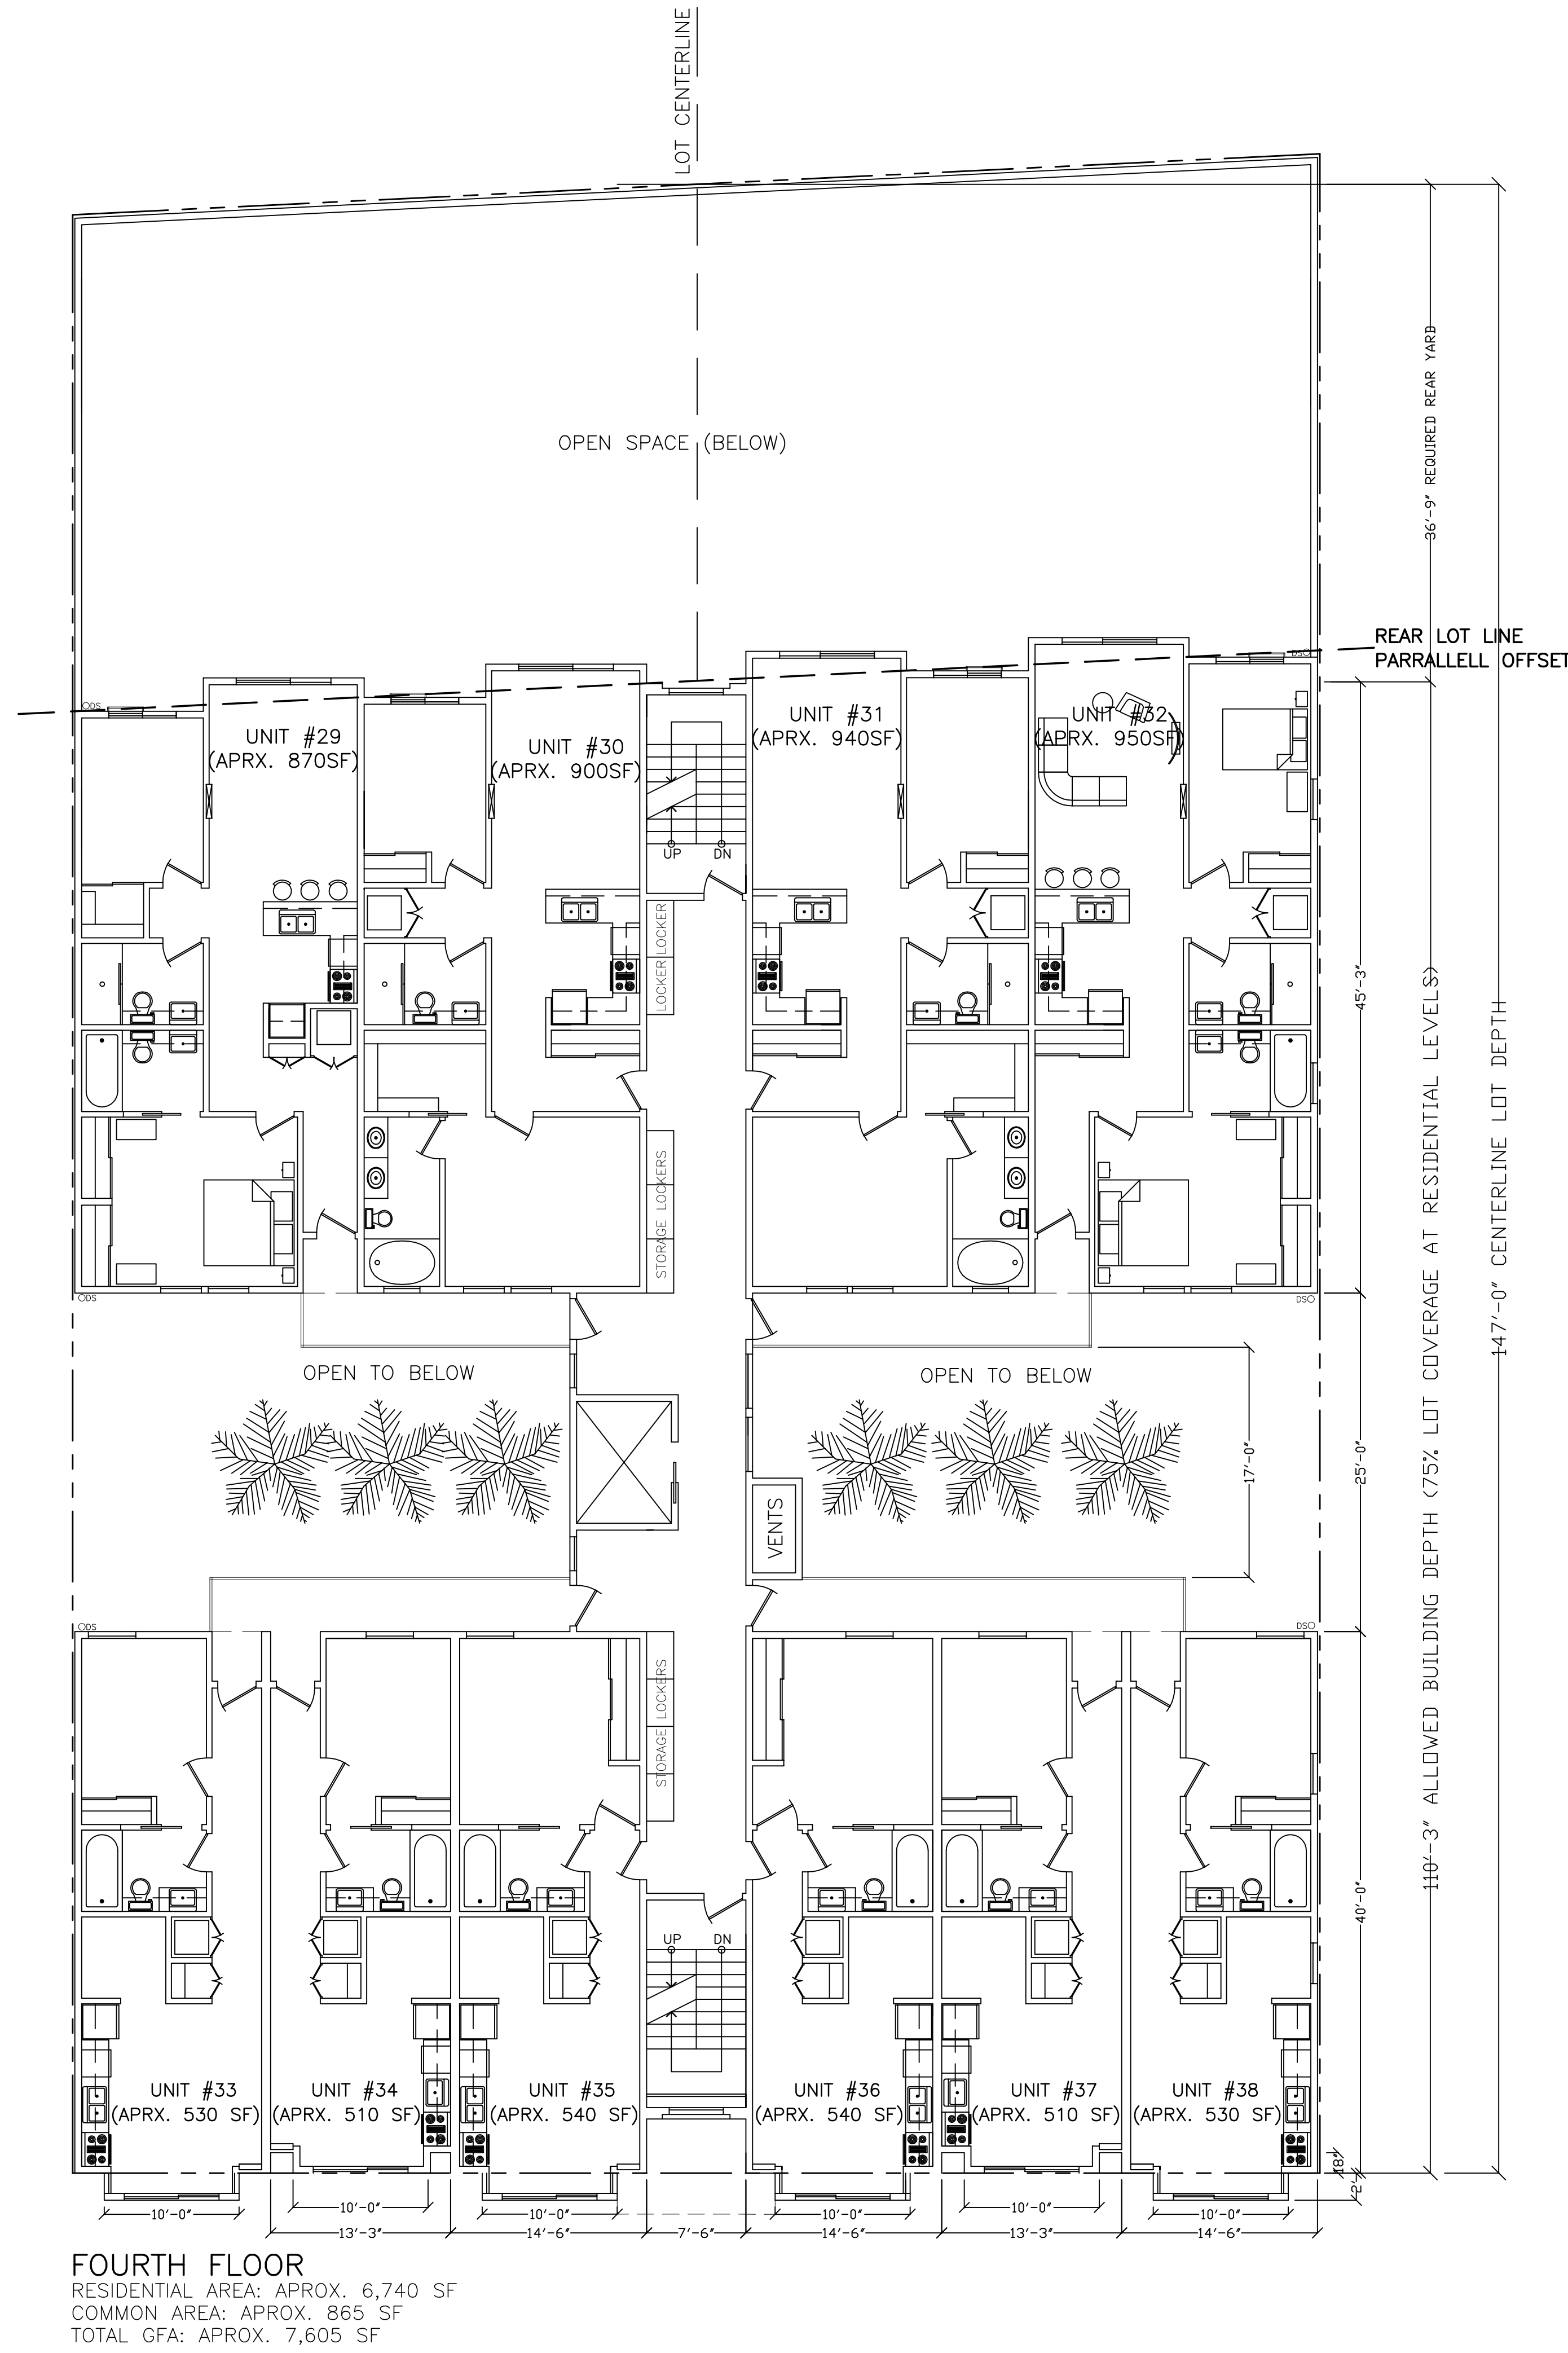 LOT CENTERLINE
36'-9" REQUIRED REAR YARD
OPEN SPACE (BELOW)
REAR LOT LINE
PARRALLELL OFFSET
DS
DS
UNIT #29
(APRX. 870SF)
UNIT #30
(APRX. 900SF)
UNIT #31
(APRX. 940SF)
UNIT #32
(APRX. 950SF)
UP DN
LOCKER
LOCKER
45'-3"
STORAGE LOCKERS
110'-3" ALLOWED BUILDING DEPTH (75% LOT COVERAGE AT RESIDENTIAL LEVELS)
147'-0" CENTERLINE LOT DEPTH
DS
DS
OPEN TO BELOW
OPEN TO BELOW
17'-0"
25'-0"
VENTS
DS
DS
STORAGE LOCKERS
40'-0"
UP DN
UNIT #33
(APRX. 530 SF)
UNIT #34
(APRX. 510 SF)
UNIT #35
(APRX. 540 SF)
UNIT #36
(APRX. 540 SF)
UNIT #37
(APRX. 510 SF)
UNIT #38
(APRX. 530 SF)
18"
2'
10'-0" 10'-0" 10'-0" 10'-0" 10'-0" 10'-0"
13'-3" 14'-6" 7'-6" 14'-6" 13'-3" 14'-6"
FOURTH FLOOR
RESIDENTIAL AREA: APROX. 6,740 SF
COMMON AREA: APROX. 865 SF
TOTAL GFA: APROX. 7,605 SF